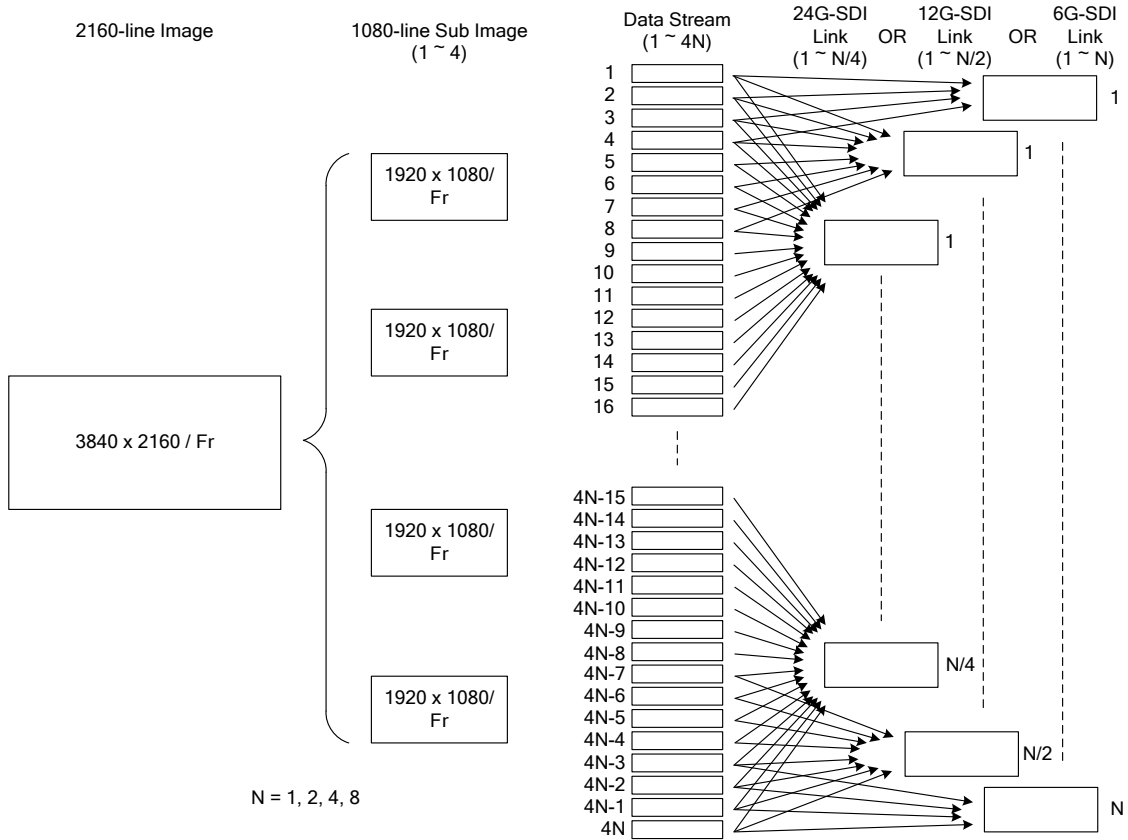 2160-line Image
1080-line Sub Image
(1 ~ 4)
Data Stream
(1 ~ 4N)
24G-SDI
Link
(1 ~ N/4)
OR
12G-SDI
Link
(1 ~ N/2)
OR
6G-SDI
Link
(1 ~ N)
3840 x 2160 / Fr
1920 x 1080/
Fr
1920 x 1080/
Fr
1920 x 1080/
Fr
1920 x 1080/
Fr
N = 1, 2, 4, 8
1
2
3
4
5
6
7
8
9
10
11
12
13
14
15
16
4N-15
4N-14
4N-13
4N-12
4N-11
4N-10
4N-9
4N-8
4N-7
4N-6
4N-5
4N-4
4N-3
4N-2
4N-1
4N
1
1
1
N/4
N/2
N